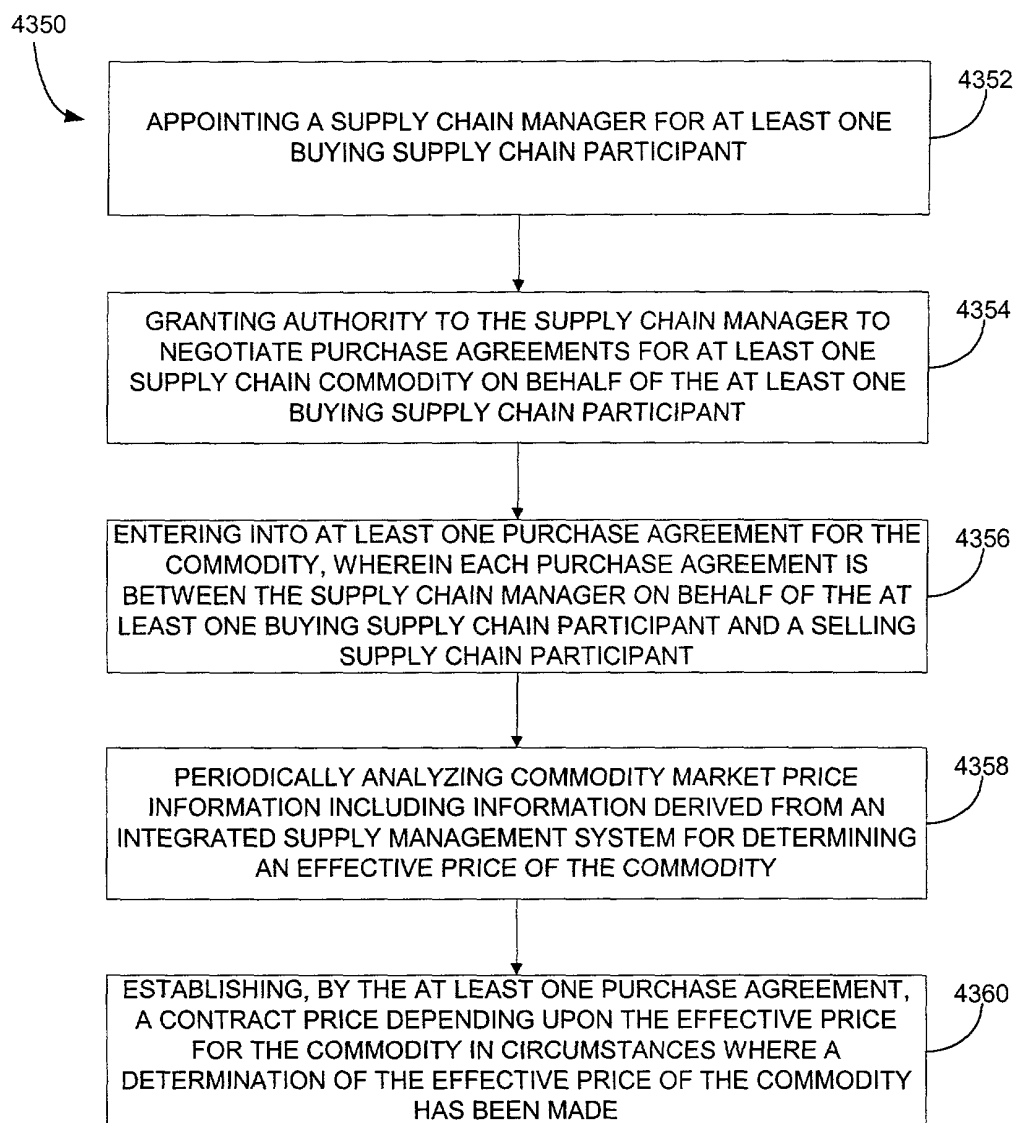 4350
4352
APPOINTING A SUPPLY CHAIN MANAGER FOR AT LEAST ONE
BUYING SUPPLY CHAIN PARTICIPANT
4354
GRANTING AUTHORITY TO THE SUPPLY CHAIN MANAGER TO
NEGOTIATE PURCHASE AGREEMENTS FOR AT LEAST ONE
SUPPLY CHAIN COMMODITY ON BEHALF OF THE AT LEAST ONE
BUYING SUPPLY CHAIN PARTICIPANT
4356
ENTERING INTO AT LEAST ONE PURCHASE AGREEMENT FOR THE
COMMODITY, WHEREIN EACH PURCHASE AGREEMENT IS
BETWEEN THE SUPPLY CHAIN MANAGER ON BEHALF OF THE AT
LEAST ONE BUYING SUPPLY CHAIN PARTICIPANT AND A SELLING
SUPPLY CHAIN PARTICIPANT
4358
PERIODICALLY ANALYZING COMMODITY MARKET PRICE
INFORMATION INCLUDING INFORMATION DERIVED FROM AN
INTEGRATED SUPPLY MANAGEMENT SYSTEM FOR DETERMINING
AN EFFECTIVE PRICE OF THE COMMODITY
4360
ESTABLISHING, BY THE AT LEAST ONE PURCHASE AGREEMENT,
A CONTRACT PRICE DEPENDING UPON THE EFFECTIVE PRICE
FOR THE COMMODITY IN CIRCUMSTANCES WHERE A
DETERMINATION OF THE EFFECTIVE PRICE OF THE COMMODITY
HAS BEEN MADE